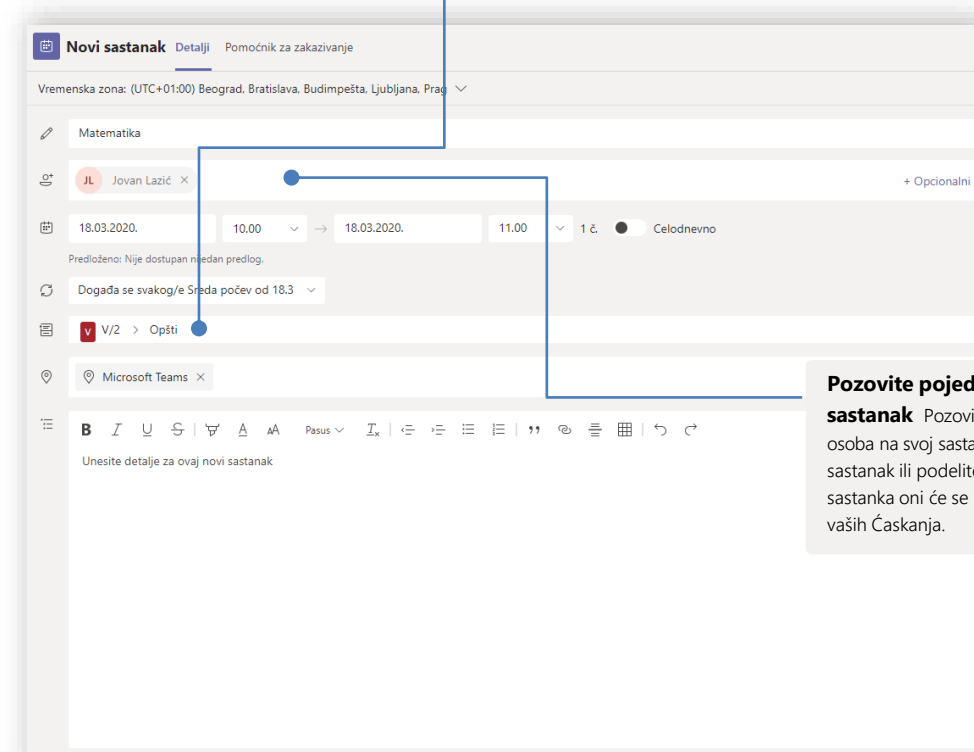 Novi sastanak Detalji Pomoćnik za zakazivanje
Vremenska zona: (UTC+01:00) Beograd, Bratislava, Budimpešta, Ljubljana, Prag
Matematika
JL Jovan Lazić
+ Opcionalni
18.03.2020. 10.00 18.03.2020. 11.00 1 č. Celodnevno
Predloženo: Nije dostupan nijedan predlog.
Događa se svakog/e Sreda počev od 18.3
V V/2 > Opšti
Microsoft Teams
Pozovite pojed
sastanak Pozovi
osoba na svoj sasta
sastanak ili podelite
sastanka oni će se
vaših Ćaskanja.
B I U S A AA Pasus Ix
Unesite detalje za ovaj novi sastanak